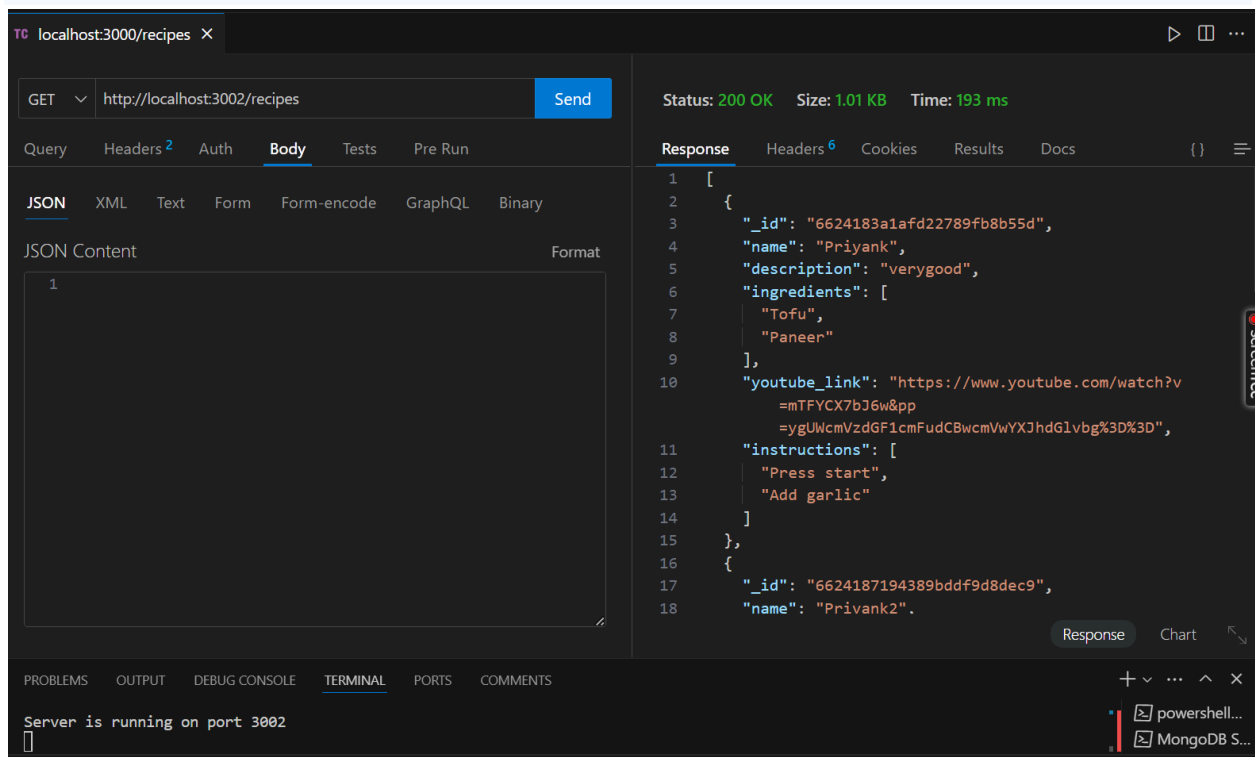 TC localhost:3000/recipes
GET http://localhost:3002/recipes Send
Query Headers 2 Auth Body Tests Pre Run
JSON XML Text Form Form-encode GraphQL Binary
JSON Content Format
1
Status: 200 OK Size: 1.01 KB Time: 193 ms
Response Headers 6 Cookies Results Docs { }
1 [
2 {
3 "_id": "6624183a1afd22789fb8b55d",
4 "name": "Priyank",
5 "description": "verygood",
6 "ingredients": [
7 "Tofu",
8 "Paneer"
9 ],
10 "youtube_link": "https://www.youtube.com/watch?v
=mTFYCX7bJ6w&pp
=ygUWcmVzdGF1cmFudCBwcmVwYXJhdGlvbg%3D%3D",
11 "instructions": [
12 "Press start",
13 "Add garlic"
14 ]
15 },
16 {
17 "_id": "6624187194389bddf9d8dec9",
18 "name": "Priyank2",
Response Chart
PROBLEMS OUTPUT DEBUG CONSOLE TERMINAL PORTS COMMENTS
Server is running on port 3002
powershell...
MongoDB S...